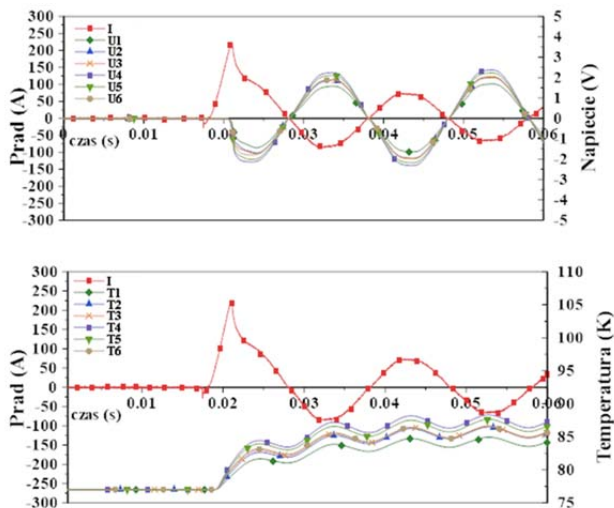 300
250
200
150
100
50
0
-50
-100
-150
-200
-250
-300
Prad (A)
I
U1
U2
U3
U4
U5
U6
czas (s)
0.01
0.02
0.03
0.04
0.05
0.06
5
4
3
2
1
0
-1
-2
-3
-4
-5
Napiecie (V)
300
250
200
150
100
50
0
-50
-100
-150
-200
-250
-300
Prad (A)
I
T1
T2
T3
T4
T5
T6
czas (s)
0.01
0.02
0.03
0.04
0.05
0.06
110
105
100
95
90
85
80
75
Temperatura (K)